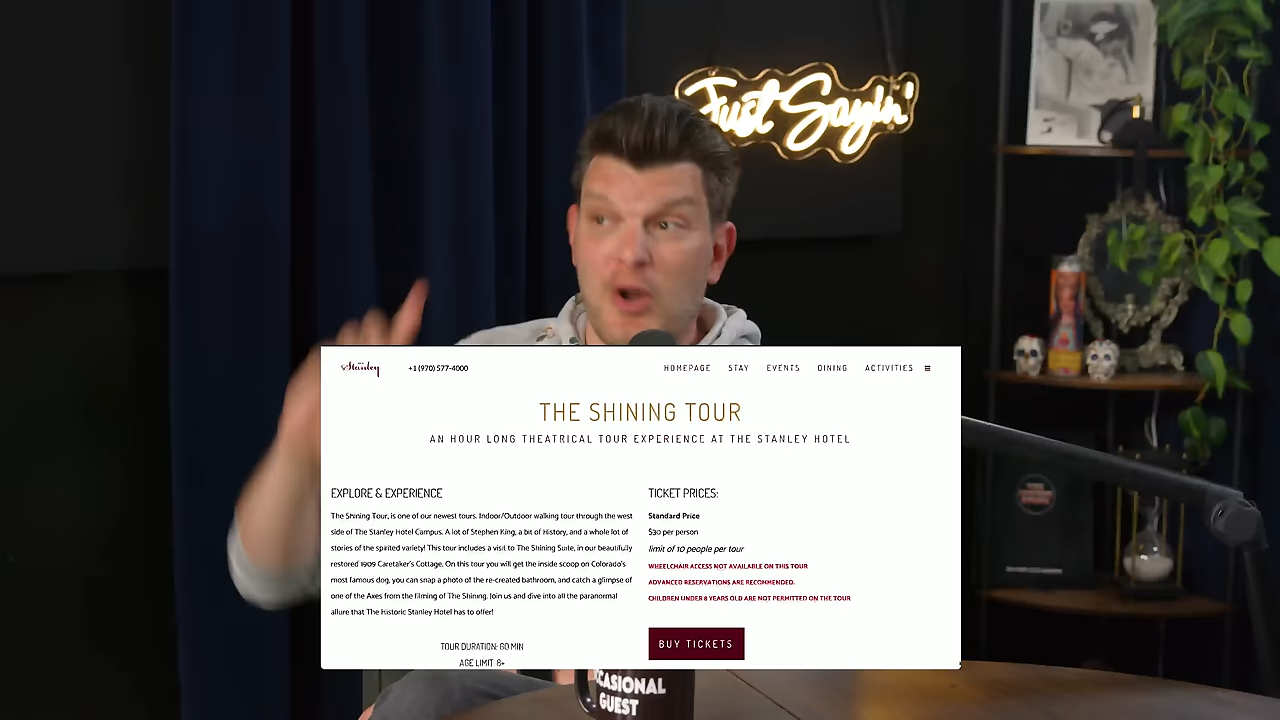 Just Sayin'
Stanley
+1 (970) 577-4000
HOMEPAGE STAY EVENTS DINING ACTIVITIES
THE SHINING TOUR
AN HOUR LONG THEATRICAL TOUR EXPERIENCE AT THE STANLEY HOTEL
EXPLORE & EXPERIENCE
The Shining Tour, is one of our newest tours. Indoor/Outdoor walking tour through the west
side of The Stanley Hotel Campus. A lot of Stephen King, a bit of History, and a whole lot of
stories of the spirited variety! This tour includes a visit to The Shining Suite, in our beautifully
restored 1909 Caretaker's Cottage. On this tour you will get the inside scoop on Colorado's
most famous dog, you can snap a photo of the re-created bathroom, and catch a glimpse of
one of the Axes from the filming of The Shining. Join us and dive into all the paranormal
allure that The Historic Stanley Hotel has to offer!
TOUR DURATION: 60 MIN
AGE LIMIT: 8+
TICKET PRICES:
Standard Price
$30 per person
limit of 10 people per tour
WHEELCHAIR ACCESS NOT AVAILABLE ON THIS TOUR
ADVANCED RESERVATIONS ARE RECOMMENDED.
CHILDREN UNDER 8 YEARS OLD ARE NOT PERMITTED ON THE TOUR
BUY TICKETS
CASIONAL
GUEST